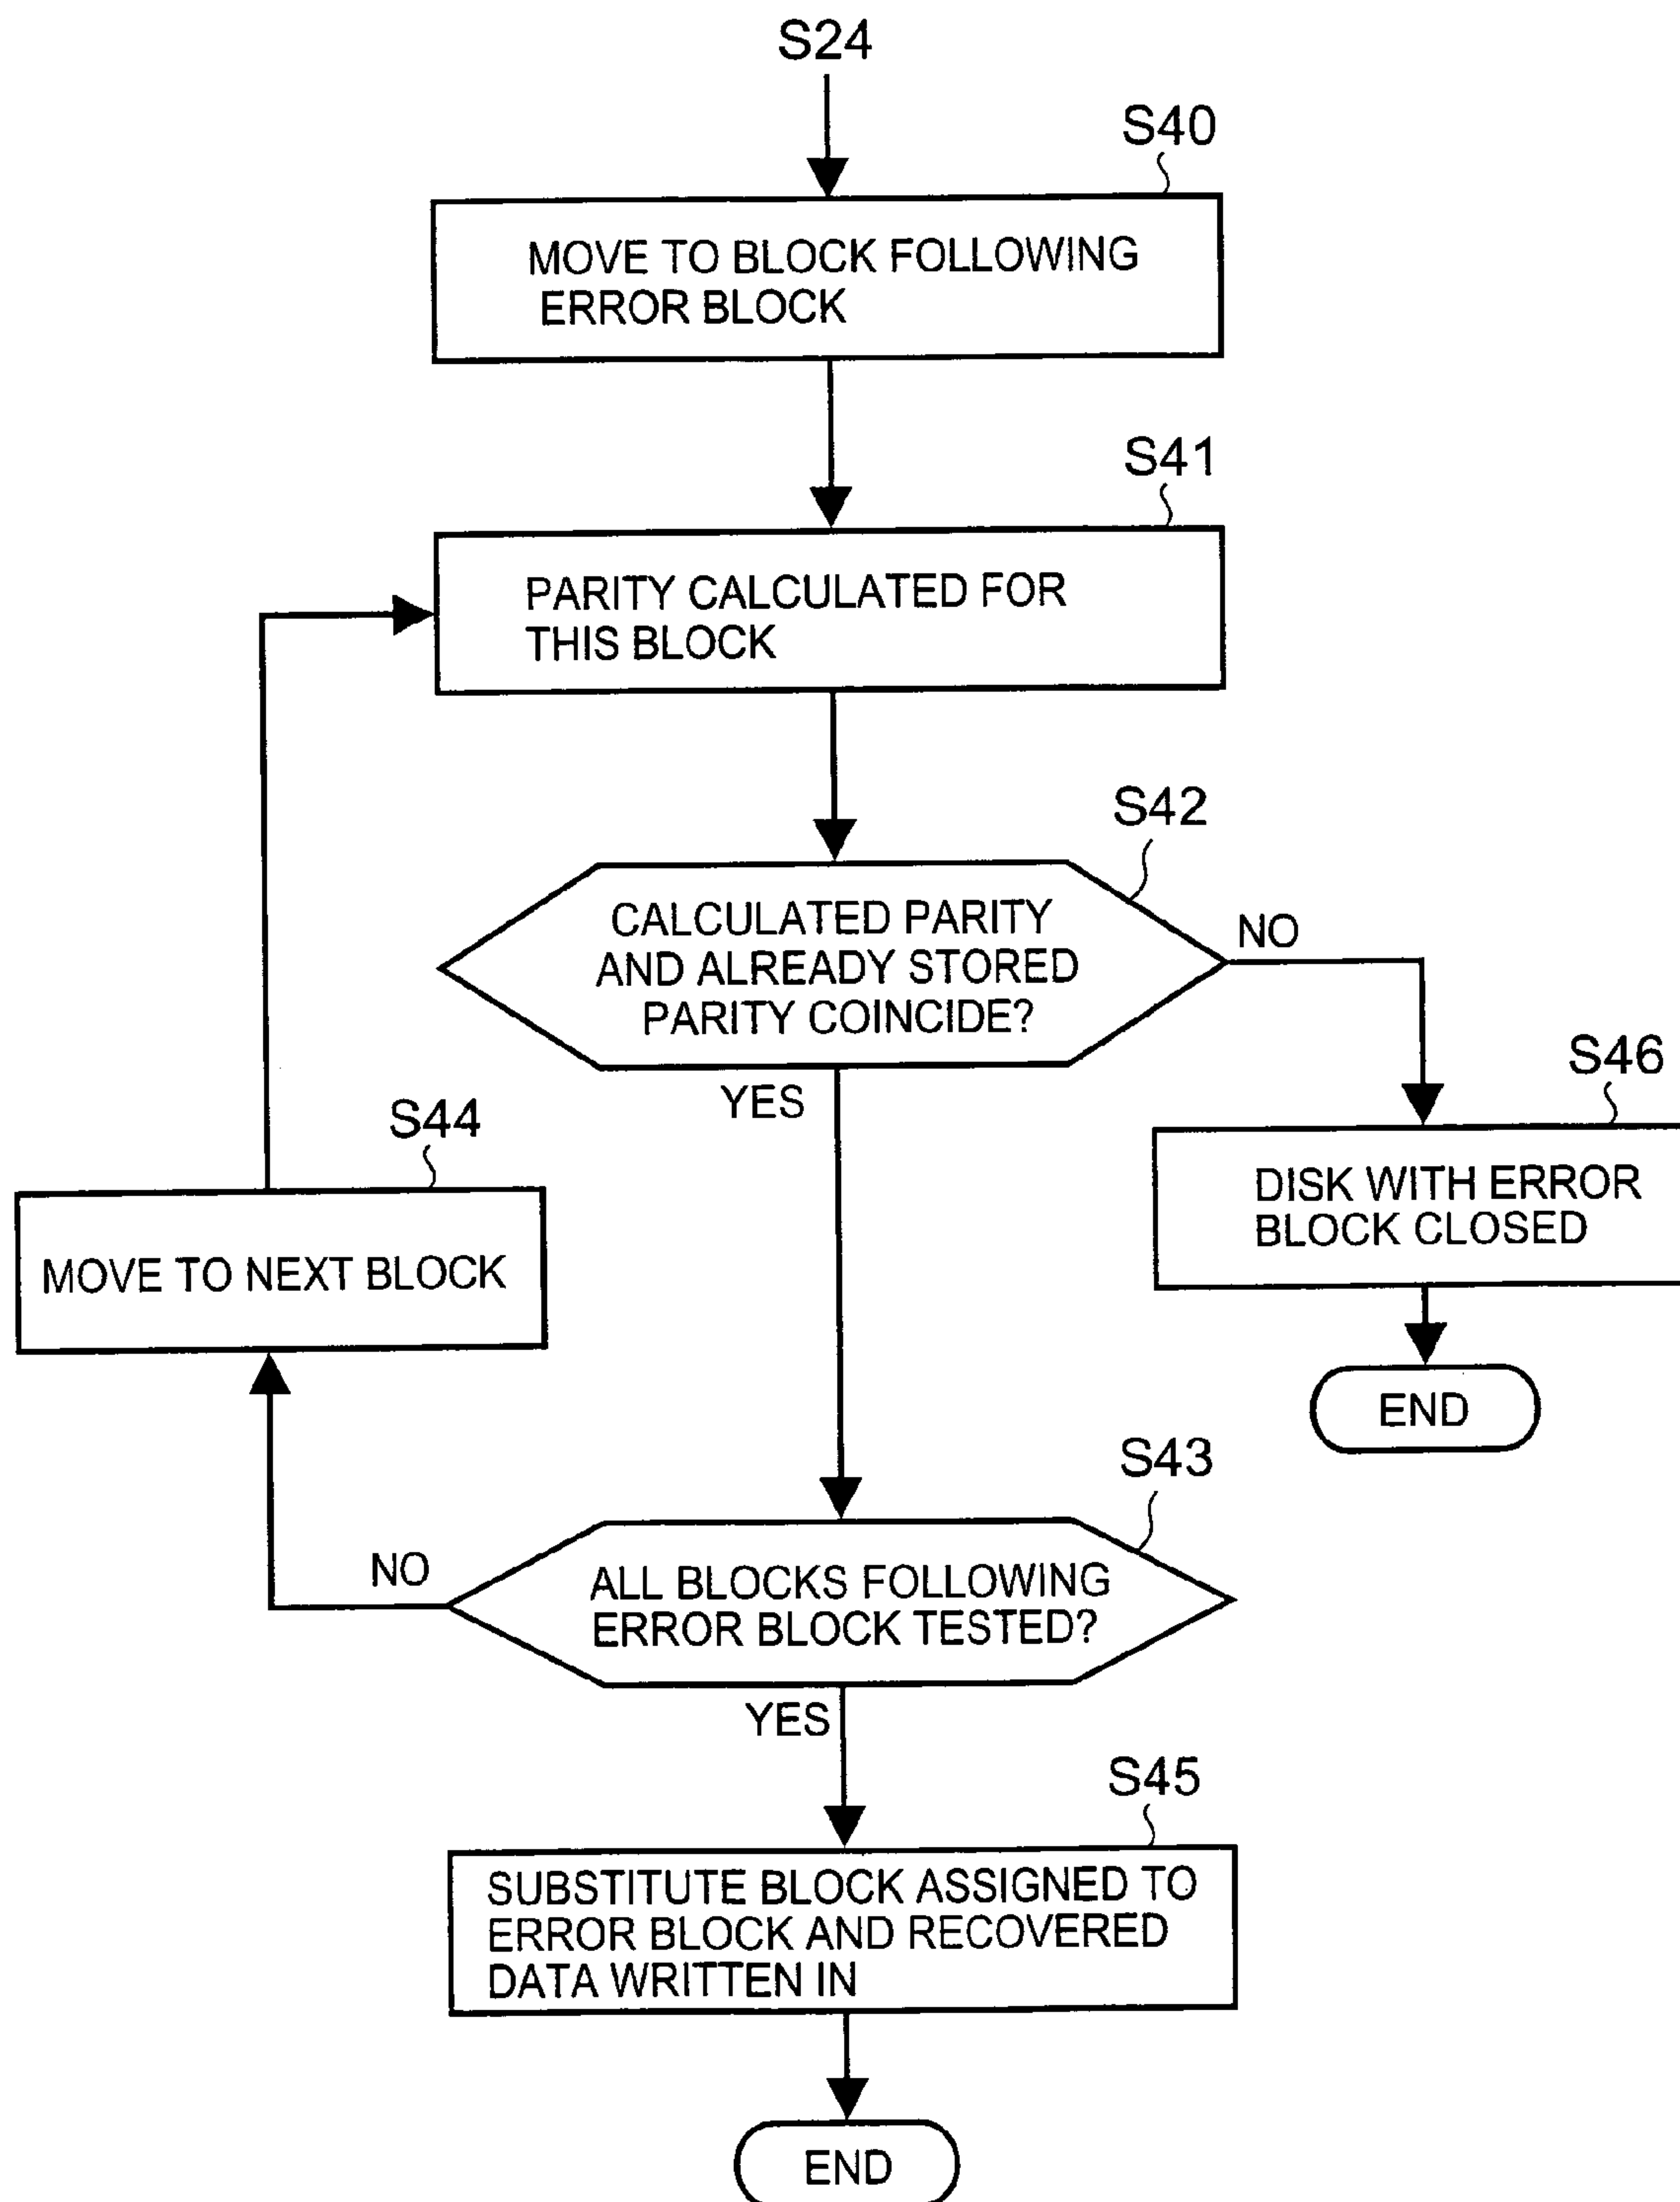 S24
S40
MOVE TO BLOCK FOLLOWING
ERROR BLOCK
S41
PARITY CALCULATED FOR
THIS BLOCK
S42
CALCULATED PARITY
AND ALREADY STORED
PARITY COINCIDE?
NO
YES
S46
DISK WITH ERROR
BLOCK CLOSED
END
S44
MOVE TO NEXT BLOCK
S43
ALL BLOCKS FOLLOWING
ERROR BLOCK TESTED?
NO
YES
S45
SUBSTITUTE BLOCK ASSIGNED TO
ERROR BLOCK AND RECOVERED
DATA WRITTEN IN
END